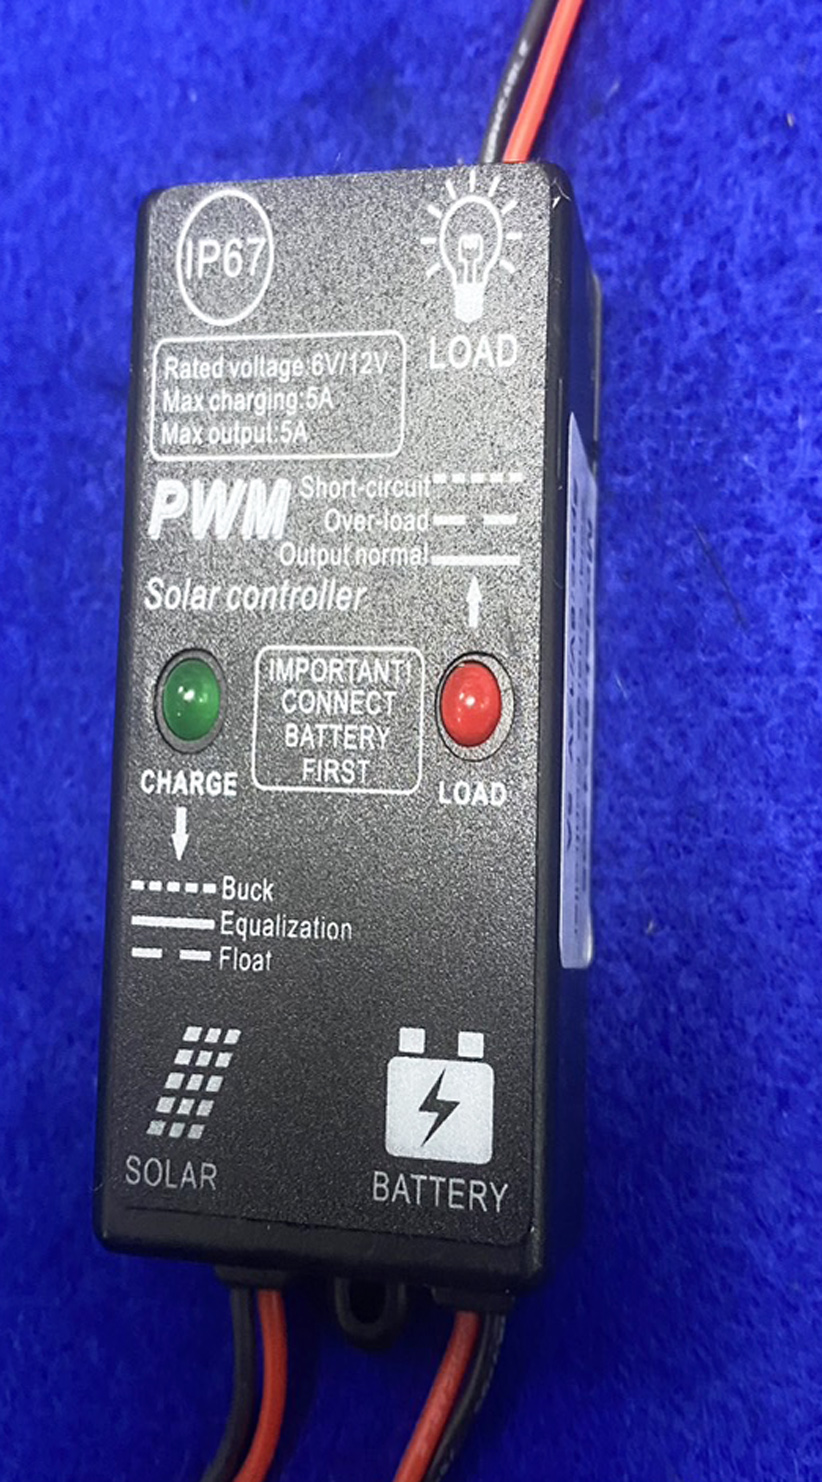 IP67
LOAD
Rated voltage:6V/12V
Max charging:5A
Max output:5A
PWM
Solar controller
Short-circuit
Over-load
Output normal
IMPORTANT!
CONNECT
BATTERY
FIRST
CHARGE
LOAD
Buck
Equalization
Float
SOLAR
BATTERY